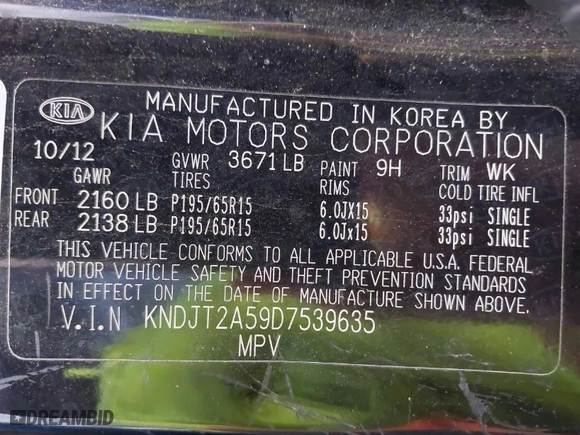 KIA
MANUFACTURED IN KOREA BY
KIA MOTORS CORPORATION
10/12 GVWR 3671 LB PAINT 9H TRIM WK
GAWR TIRES RIMS COLD TIRE INFL
FRONT 2160 LB P195/65R15 6.0JX15 33psi SINGLE
REAR 2138 LB P195/65R15 6.0Jx15 33psi SINGLE
THIS VEHICLE CONFORMS TO ALL APPLICABLE U.S.A. FEDERAL
MOTOR VEHICLE SAFETY AND THEFT PREVENTION STANDARDS
IN EFFECT ON THE DATE OF MANUFACTURE SHOWN ABOVE.
V.I.N KNDJT2A59D7539635
MPV
DREAMBID